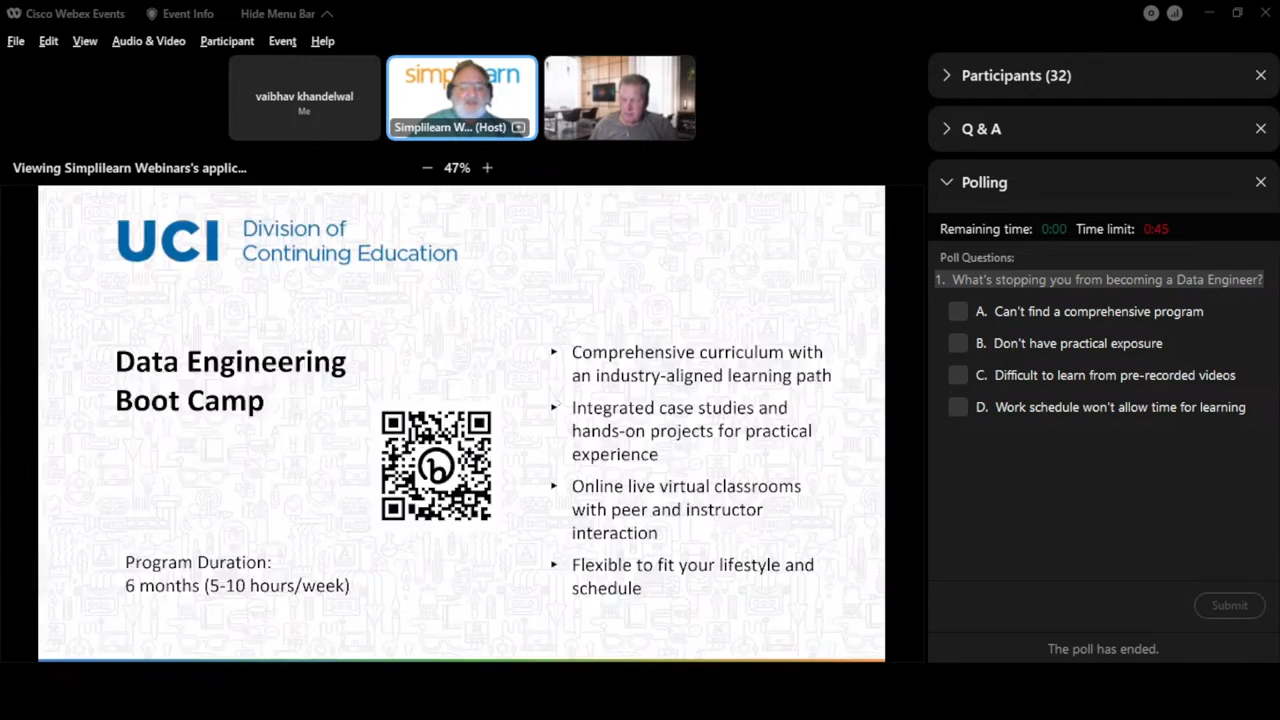 Cisco Webex Events
Event Info
Hide Menu Bar
File Edit View Audio & Video Participant Event Help
vaibhav khandelwal
Me
simplilearn
Simplilearn W... (Host)
Viewing Simplilearn Webinars's applic...
47%
UCI Division of
Continuing Education
Data Engineering
Boot Camp
b
Program Duration:
6 months (5-10 hours/week)
Comprehensive curriculum with
an industry-aligned learning path
Integrated case studies and
hands-on projects for practical
experience
Online live virtual classrooms
with peer and instructor
interaction
Flexible to fit your lifestyle and
schedule
Participants (32)
Q & A
Polling
Remaining time: 0:00 Time limit: 0:45
Poll Questions:
1. What's stopping you from becoming a Data Engineer?
A. Can't find a comprehensive program
B. Don't have practical exposure
C. Difficult to learn from pre-recorded videos
D. Work schedule won't allow time for learning
Submit
The poll has ended.